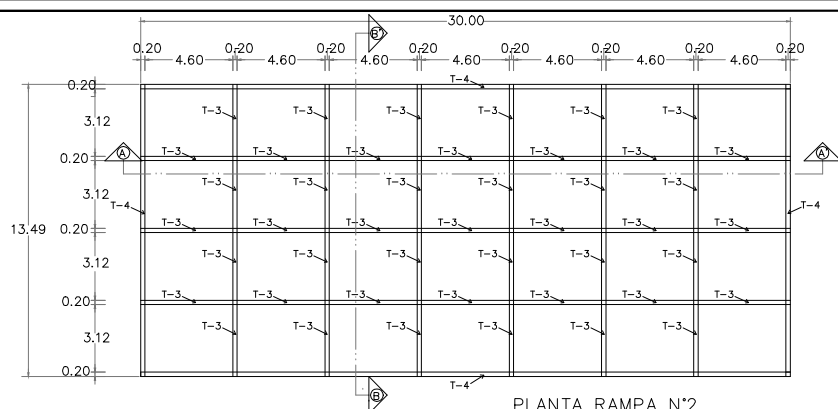 30.00
B'
0.20 0.20 0.20 0.20 0.20 0.20 0.20 0.20
4.60 4.60 4.60 4.60 4.60 4.60 4.60
T-4
0.20
T-3 T-3 T-3 T-3 T-3 T-3
3.12
A T-3 T-3 T-3 T-3 T-3 T-3 T-3 A'
0.20
T-3 T-3 T-3 T-3 T-3 T-3
3.12
T-4 T-4
T-3 T-3 T-3 T-3 T-3 T-3 T-3
13.49 0.20
T-3 T-3 T-3 T-3 T-3 T-3
3.12
T-3 T-3 T-3 T-3 T-3 T-3 T-3
0.20
T-3 T-3 T-3 T-3 T-3 T-3
3.12
0.20
T-4
B
PLANTA RAMPA N°2